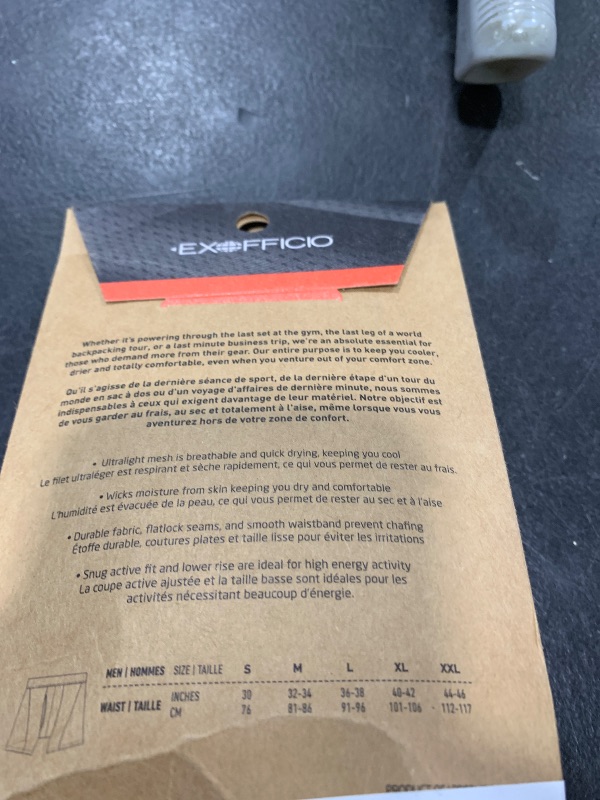 EXOFFICIO
Whether it's powering through the last set at the gym, the last leg of a world
backpacking tour, or a last minute business trip, we're an absolute essential for
those who demand more from their gear. Our entire purpose is to keep you cooler,
drier and totally comfortable, even when you venture out of your comfort zone.
Qu'il s'agisse de la dernière séance de sport, de la dernière étape d'un tour du
monde en sac à dos ou d'un voyage d'affaires de dernière minute, nous sommes
indispensables à ceux qui exigent davantage de leur matériel. Notre objectif est
de vous garder au frais, au sec et totalement à l'aise, même lorsque vous vous
aventurez hors de votre zone de confort.
• Ultralight mesh is breathable and quick drying, keeping you cool
Le filet ultraléger est respirant et sèche rapidement, ce qui vous permet de rester au frais.
• Wicks moisture from skin keeping you dry and comfortable
L'humidité est évacuée de la peau, ce qui vous permet de rester au sec et à l'aise
• Durable fabric, flatlock seams, and smooth waistband prevent chafing
Étoffe durable, coutures plates et taille lisse pour éviter les irritations
• Snug active fit and lower rise are ideal for high energy activity
La coupe active ajustée et la taille basse sont idéales pour les
activités nécessitant beaucoup d'énergie.
MEN | HOMMES SIZE | TAILLE S M L XL XXL
WAIST | TAILLE INCHES 30 32-34 36-38 40-42 44-46
CM 76 81-86 91-96 101-106 112-117
PRODUCT OF